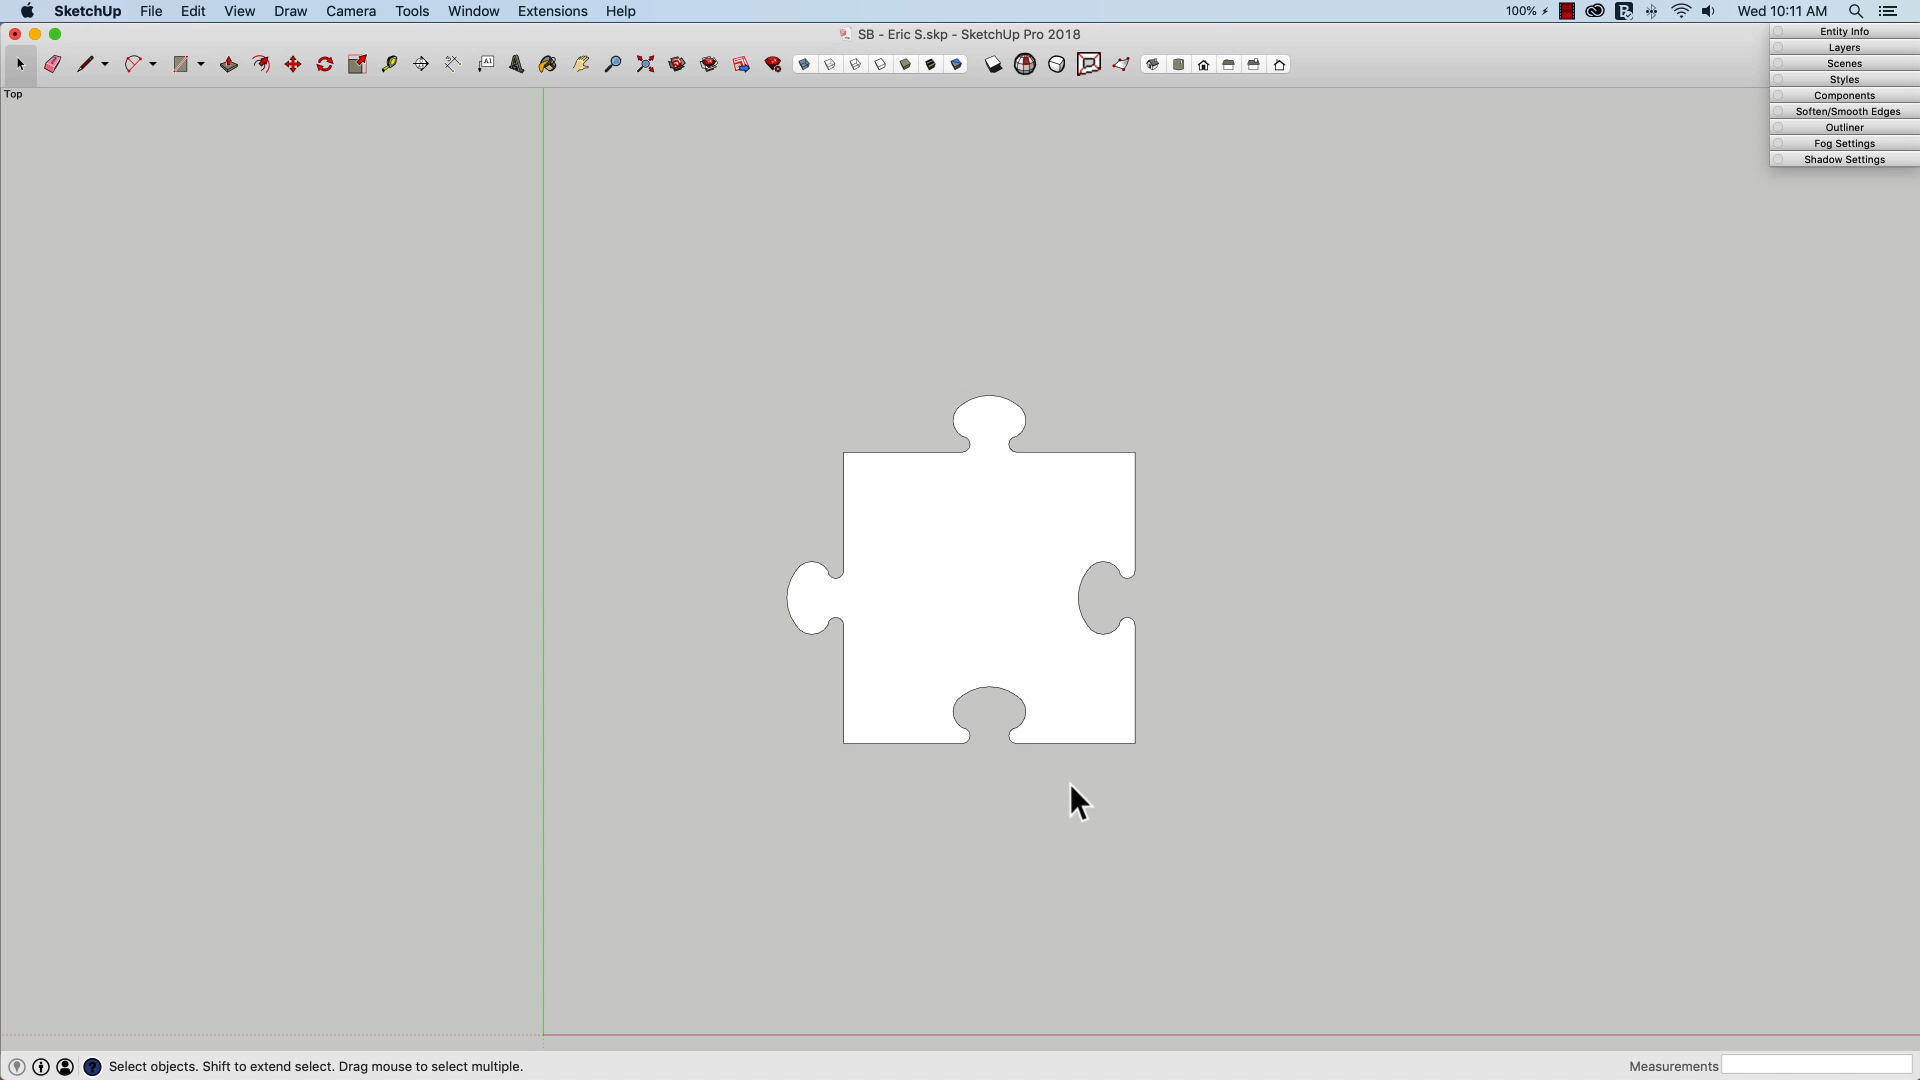 SketchUp File Edit View Draw Camera Tools Window Extensions Help 100% Wed 10:11 AM
SB - Eric S.skp - SketchUp Pro 2018
Entity Info
Layers
Scenes
Styles
Components
Soften/Smooth Edges
Outliner
Fog Settings
Shadow Settings
A1
Top
Select objects. Shift to extend select. Drag mouse to select multiple.
Measurements